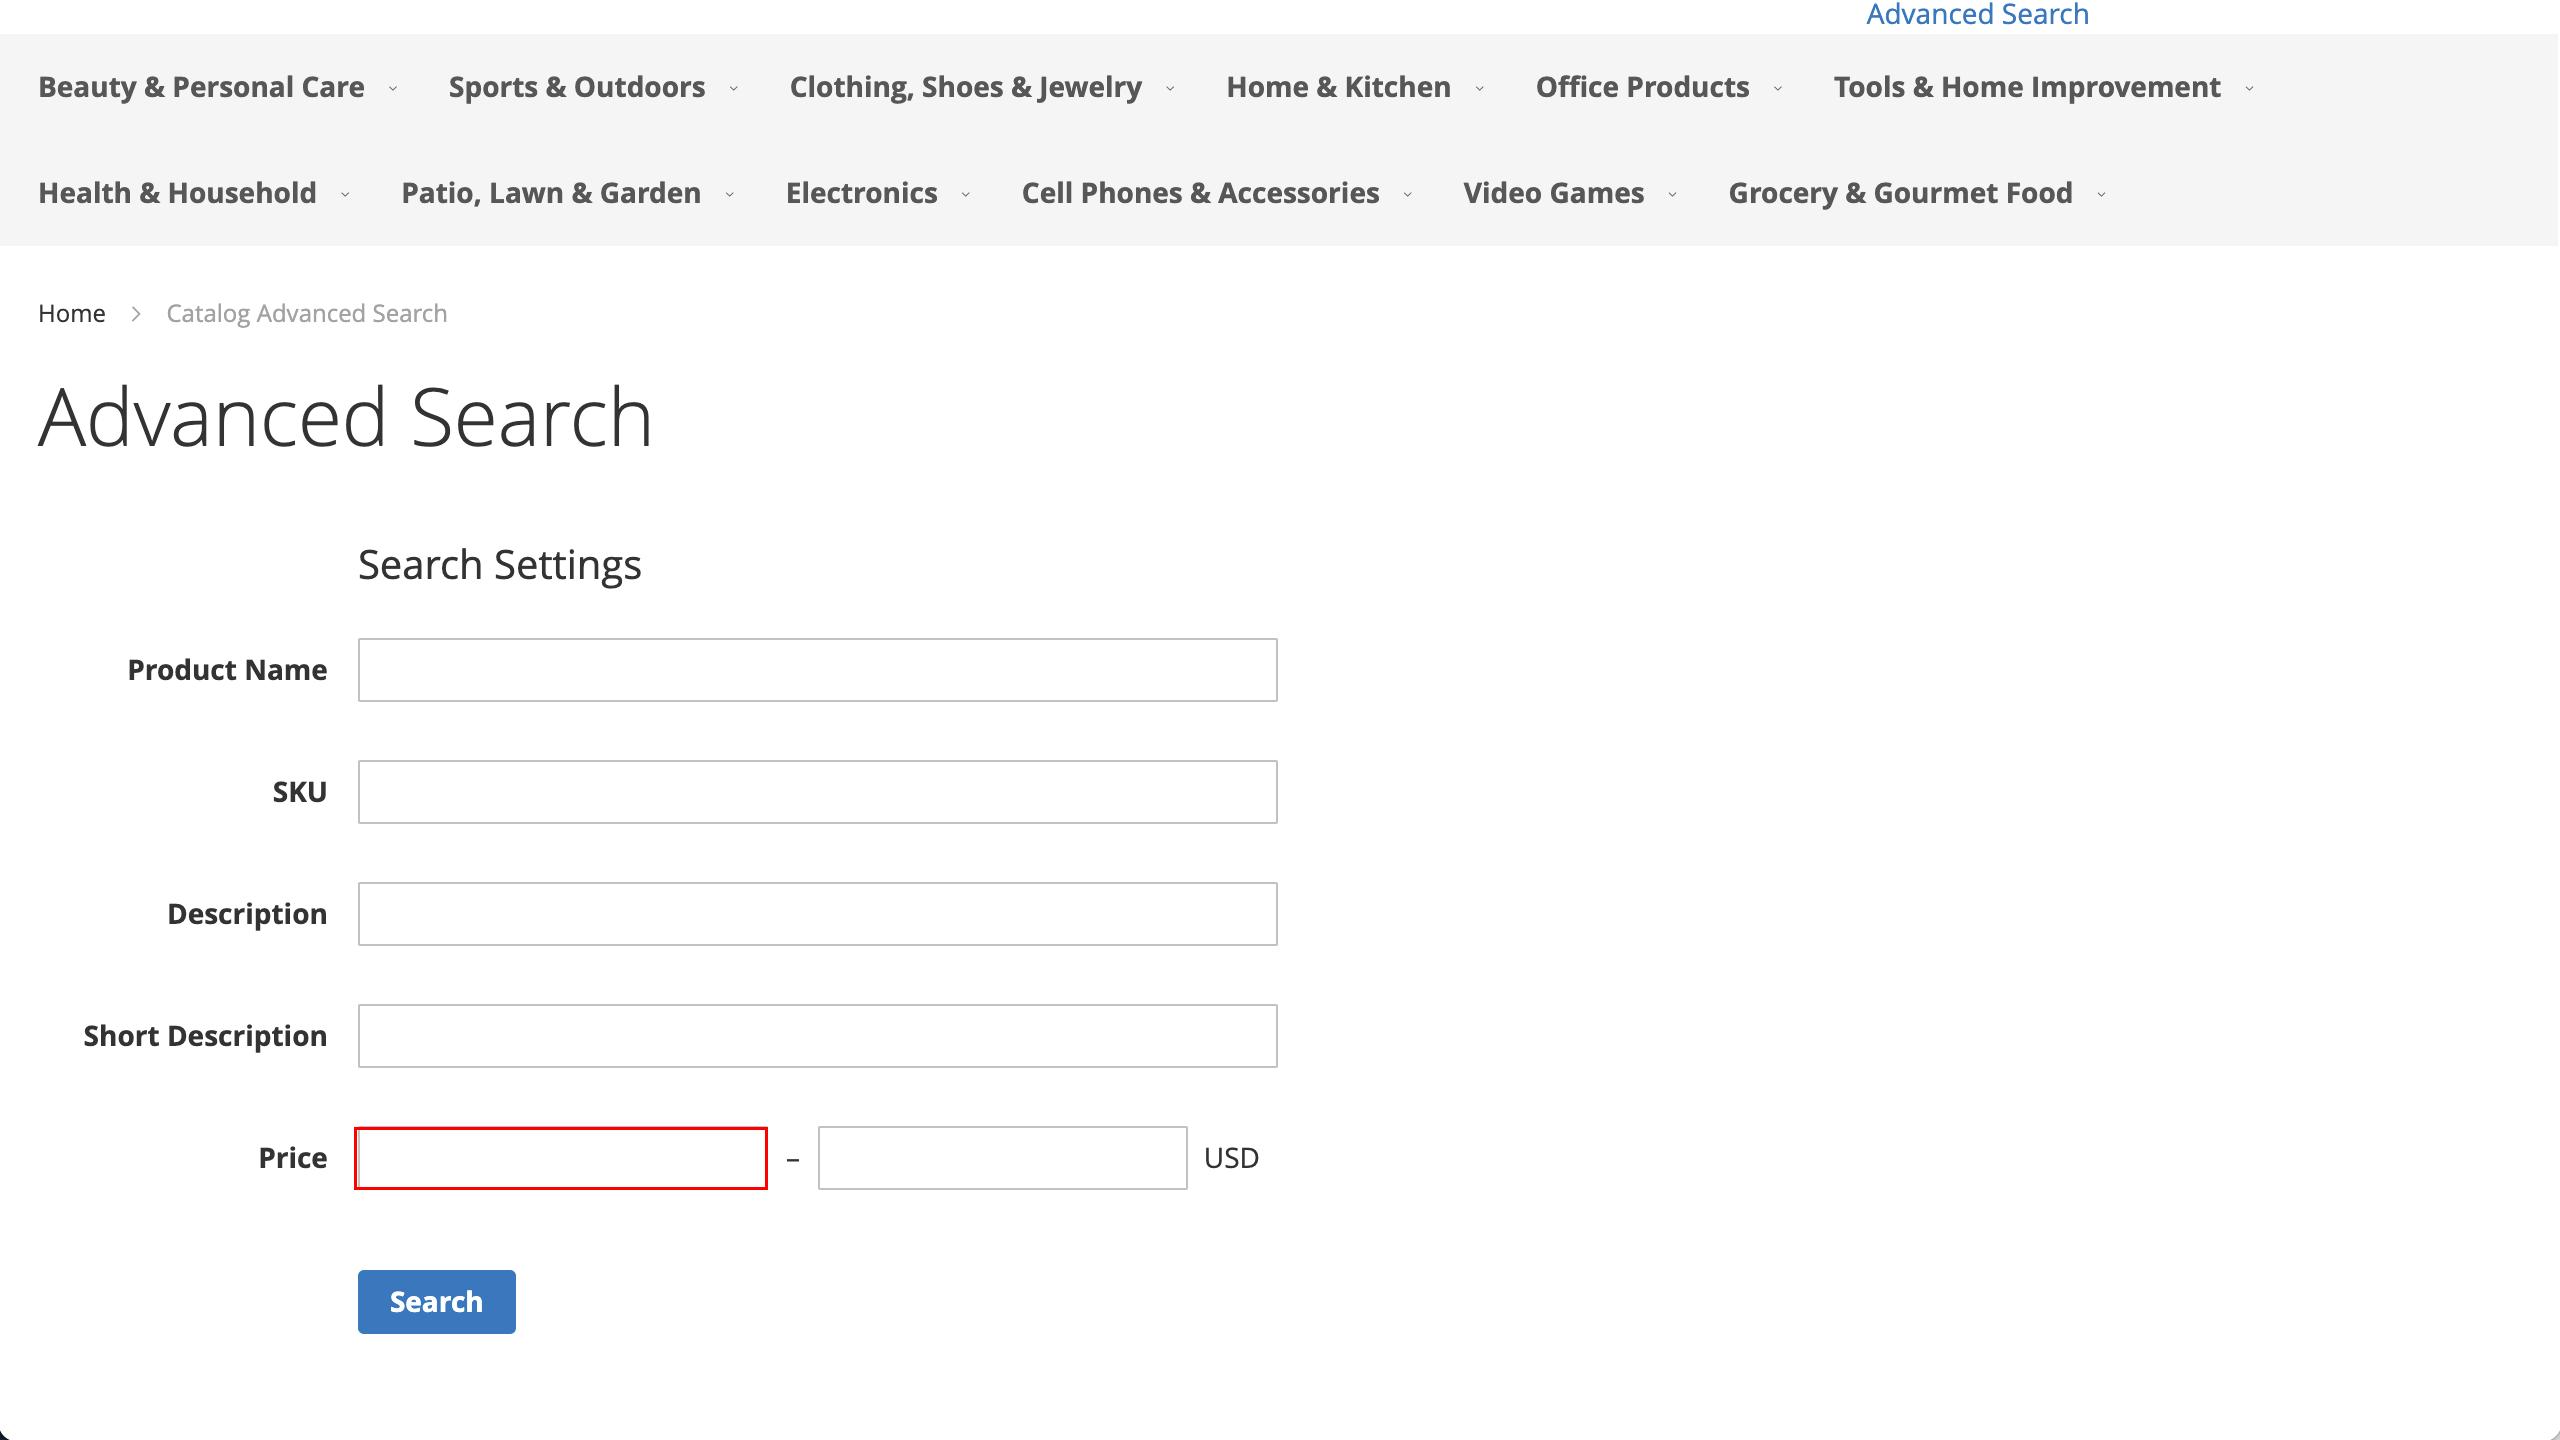 Advanced Search
Beauty & Personal Care Sports & Outdoors Clothing, Shoes & Jewelry Home & Kitchen Office Products Tools & Home Improvement
Health & Household Patio, Lawn & Garden Electronics Cell Phones & Accessories Video Games Grocery & Gourmet Food
Home > Catalog Advanced Search
Advanced Search
Search Settings
Product Name
SKU
Description
Short Description
Price – USD
Search